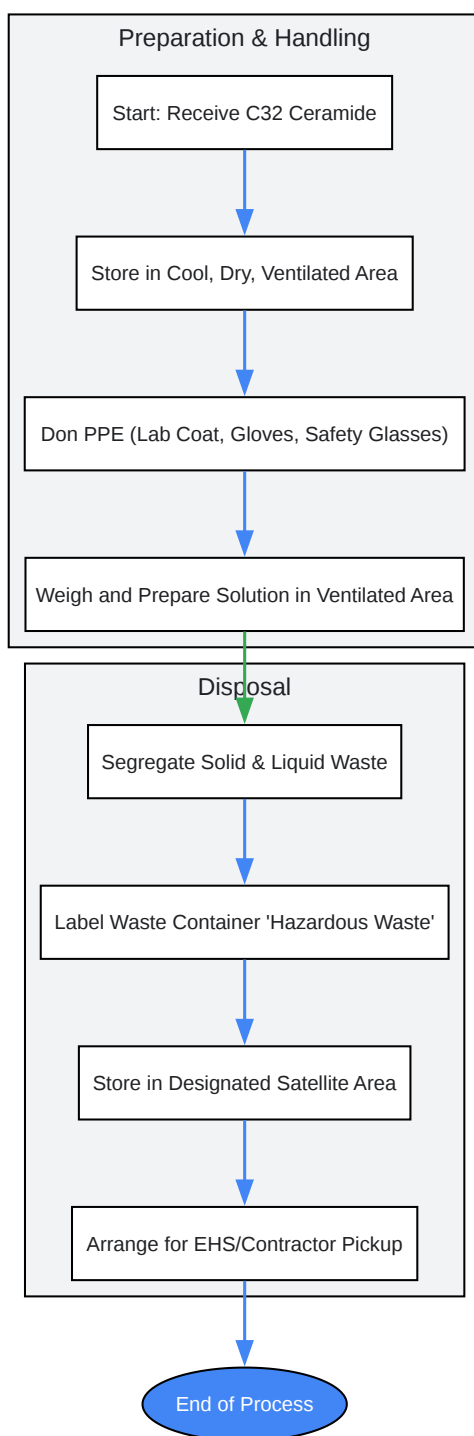 Preparation & Handling
Start: Receive C32 Ceramide
Store in Cool, Dry, Ventilated Area
Don PPE (Lab Coat, Gloves, Safety Glasses)
Weigh and Prepare Solution in Ventilated Area
Disposal
Segregate Solid & Liquid Waste
Label Waste Container 'Hazardous Waste'
Store in Designated Satellite Area
Arrange for EHS/Contractor Pickup
End of Process